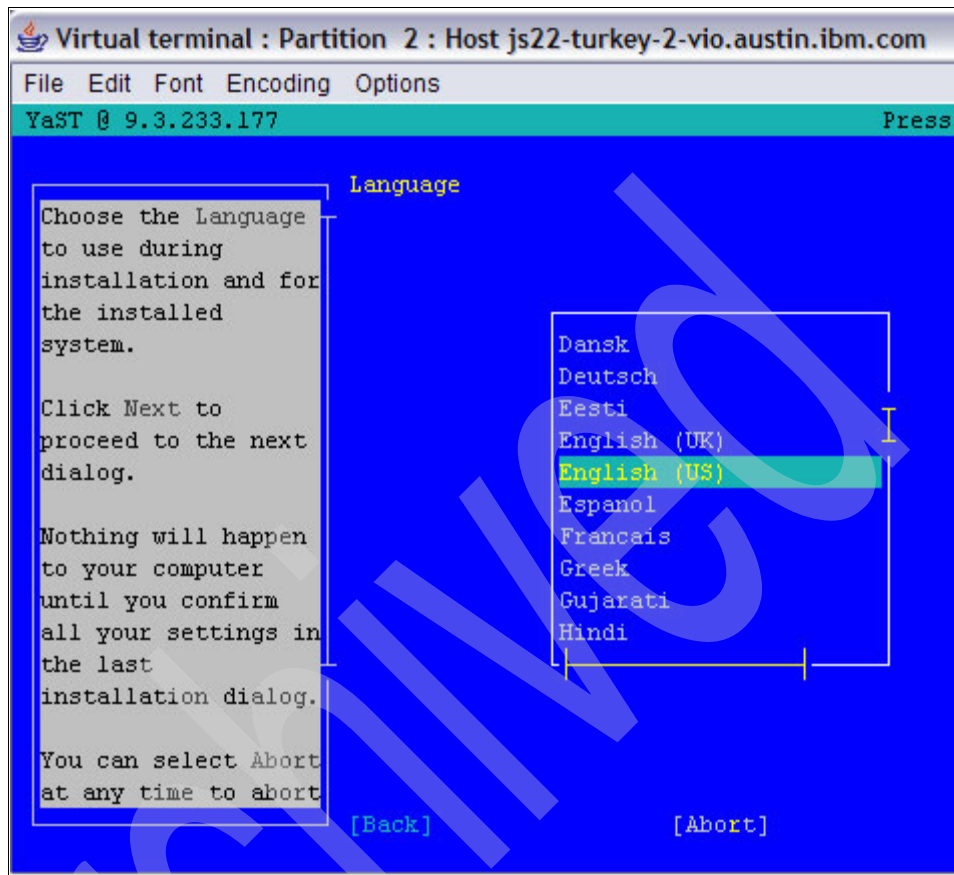 Virtual terminal : Partition 2 : Host js22-turkey-2-vio.austin.ibm.com
File Edit Font Encoding Options
YaST @ 9.3.233.177 Press
Language
Choose the Language
to use during
installation and for
the installed
system.
Click Next to
proceed to the next
dialog.
Nothing will happen
to your computer
until you confirm
all your settings in
the last
installation dialog.
You can select Abort
at any time to abort
Dansk
Deutsch
Eesti
English (UK)
English (US)
Espanol
Francais
Greek
Gujarati
Hindi
[Back] [Abort]
chived